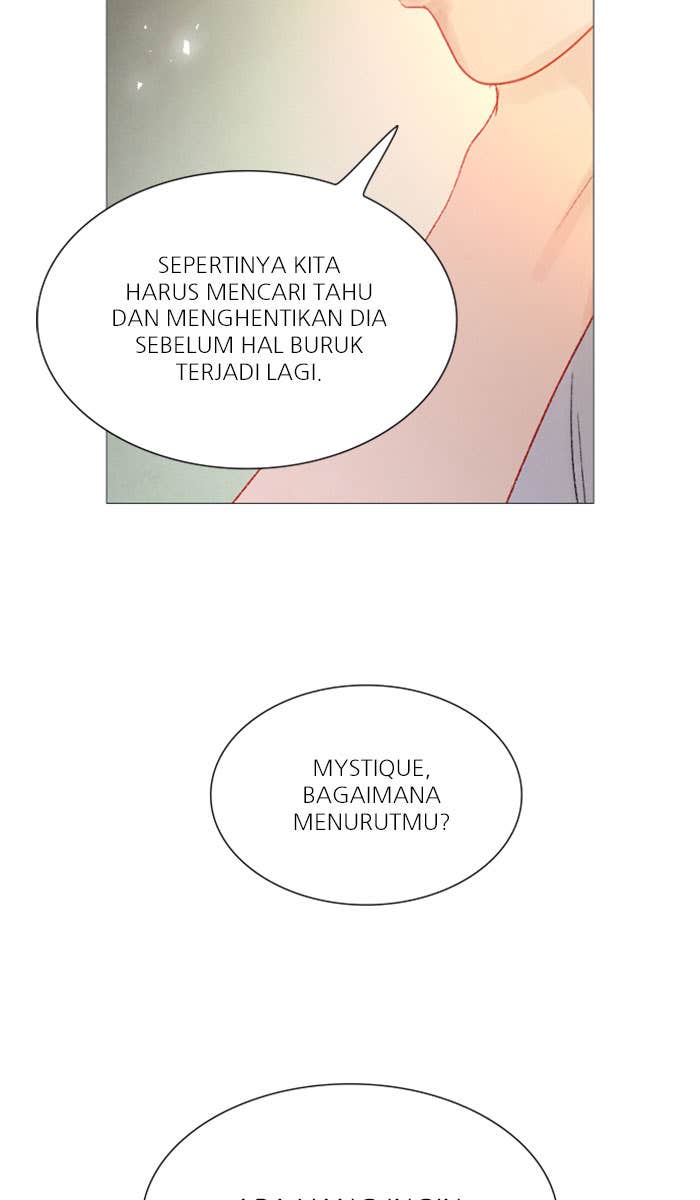 SEPERTINYA KITA
HARUS MENCARI TAHU
DAN MENGHENTIKAN DIA
SEBELUM HAL BURUK
TERJADI LAGI.
MYSTIQUE,
BAGAIMANA
MENURUTMU?